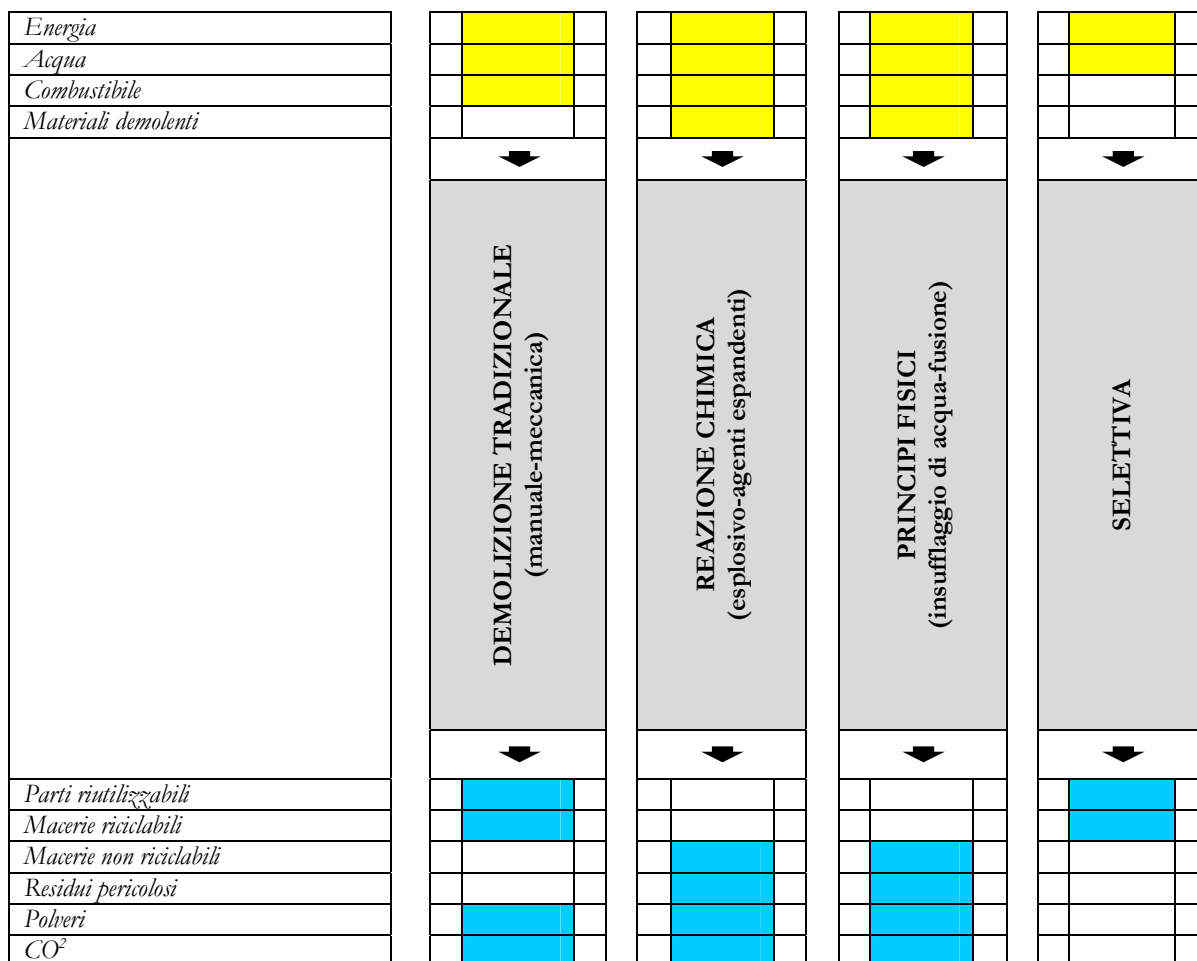 Energia
Acqua
Combustibile
Materiali demolenti
DEMOLIZIONE TRADIZIONALE
(manuale-meccanica)
REAZIONE CHIMICA
(esplosivo-agenti espandenti)
PRINCIPI FISICI
(insufflaggio di acqua-fusione)
SELETTIVA
Parti riutilizzabili
Macerie riciclabili
Macerie non riciclabili
Residui pericolosi
Polveri
CO²